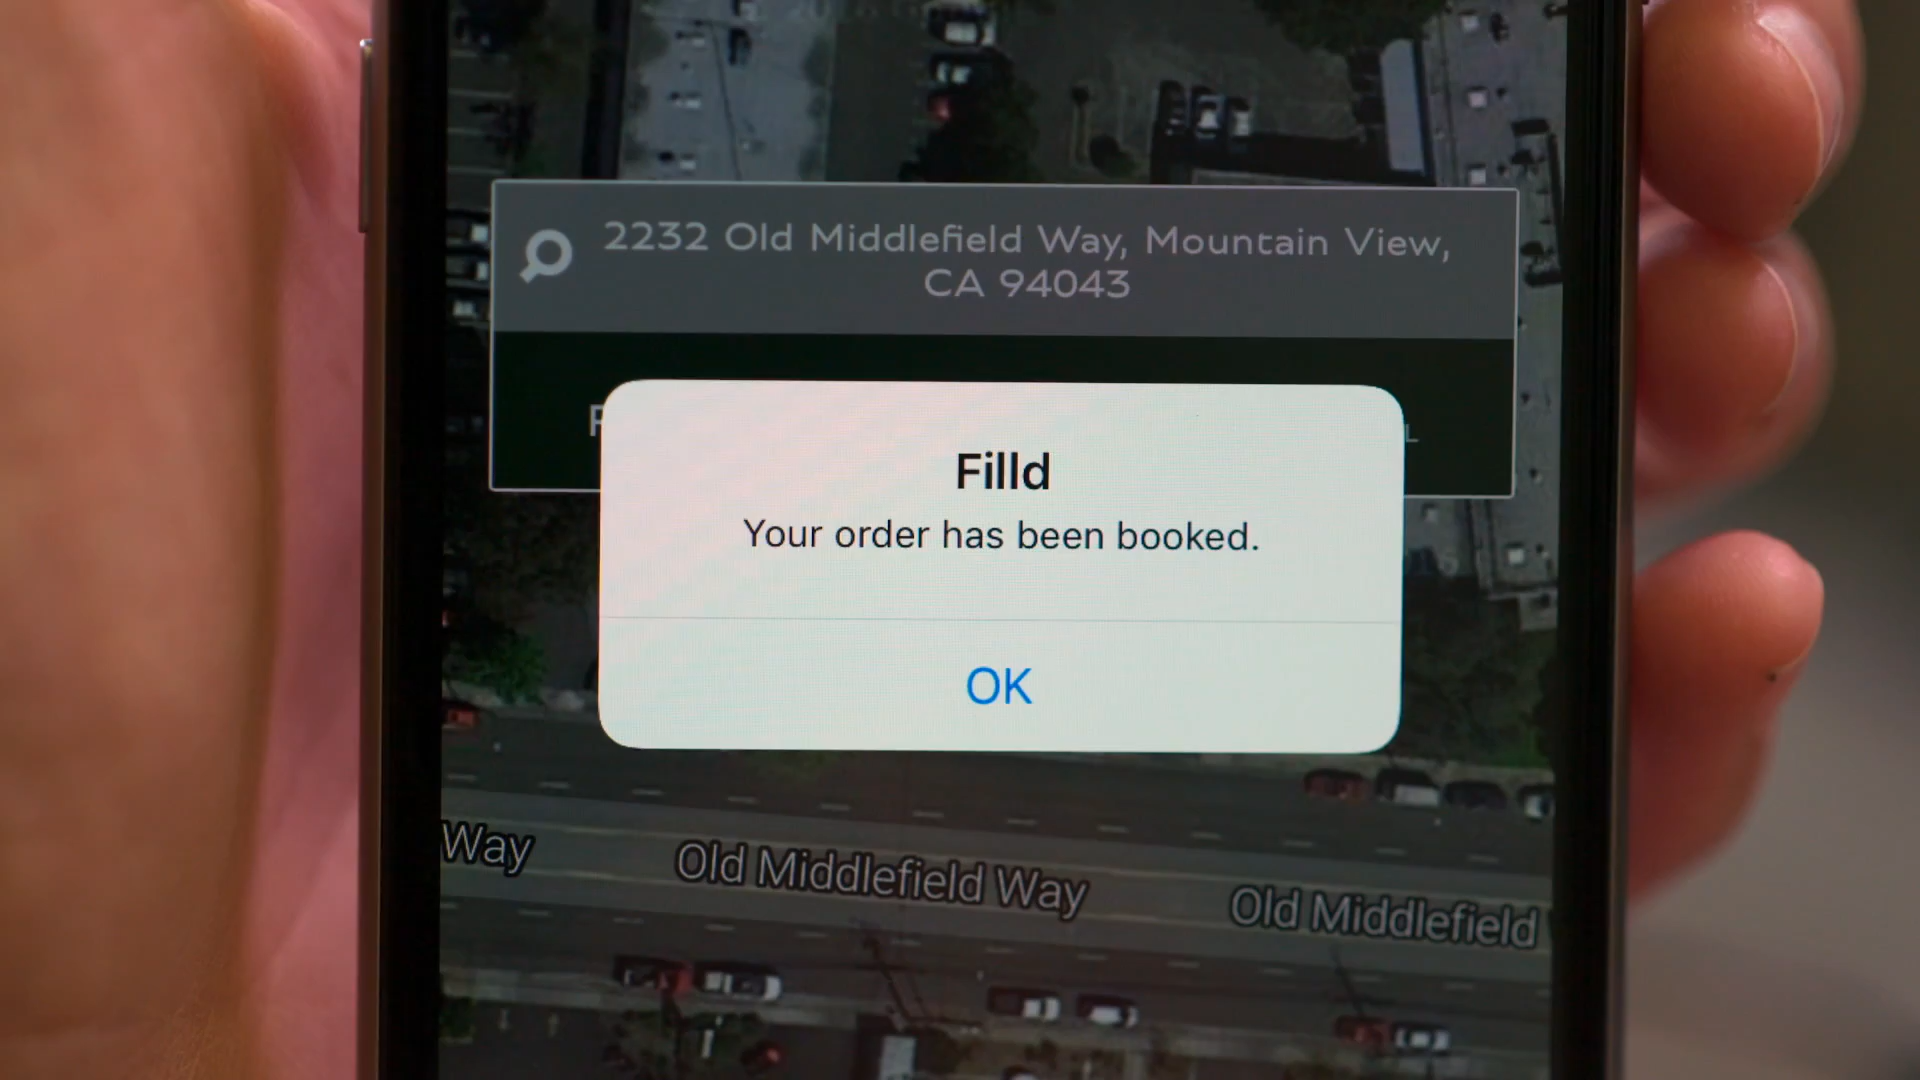 2232 Old Middlefield Way, Mountain View,
CA 94043
Filld
Your order has been booked.
OK
Way
Old Middlefield Way
Old Middlefield